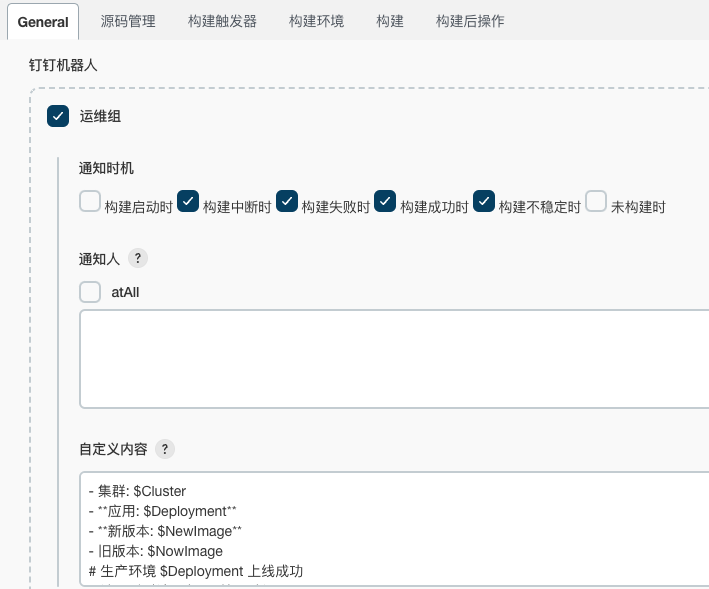 General 源码管理 构建触发器 构建环境 构建 构建后操作
钉钉机器人
运维组
通知时机
构建启动时 构建中断时 构建失败时 构建成功时 构建不稳定时 未构建时
通知人 ?
atAll
自定义内容 ?
- 集群: $Cluster
- **应用: $Deployment**
- **新版本: $NewImage**
- 旧版本: $NowImage
# 生产环境 $Deployment 上线成功